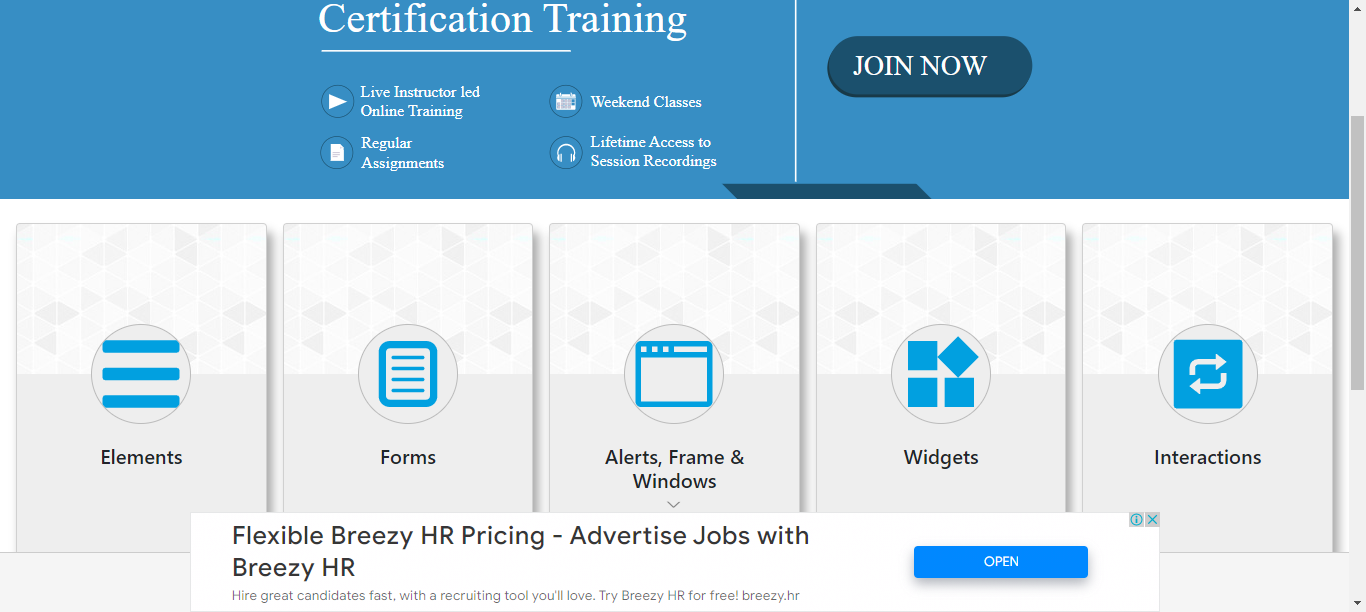 Certification Training
JOIN NOW
Live Instructor led
Online Training
Weekend Classes
Regular
Assignments
Lifetime Access to
Session Recordings
Elements
Forms
Alerts, Frame &
Windows
Widgets
Interactions
Flexible Breezy HR Pricing - Advertise Jobs with
Breezy HR
Hire great candidates fast, with a recruiting tool you'll love. Try Breezy HR for free! breezy.hr
OPEN